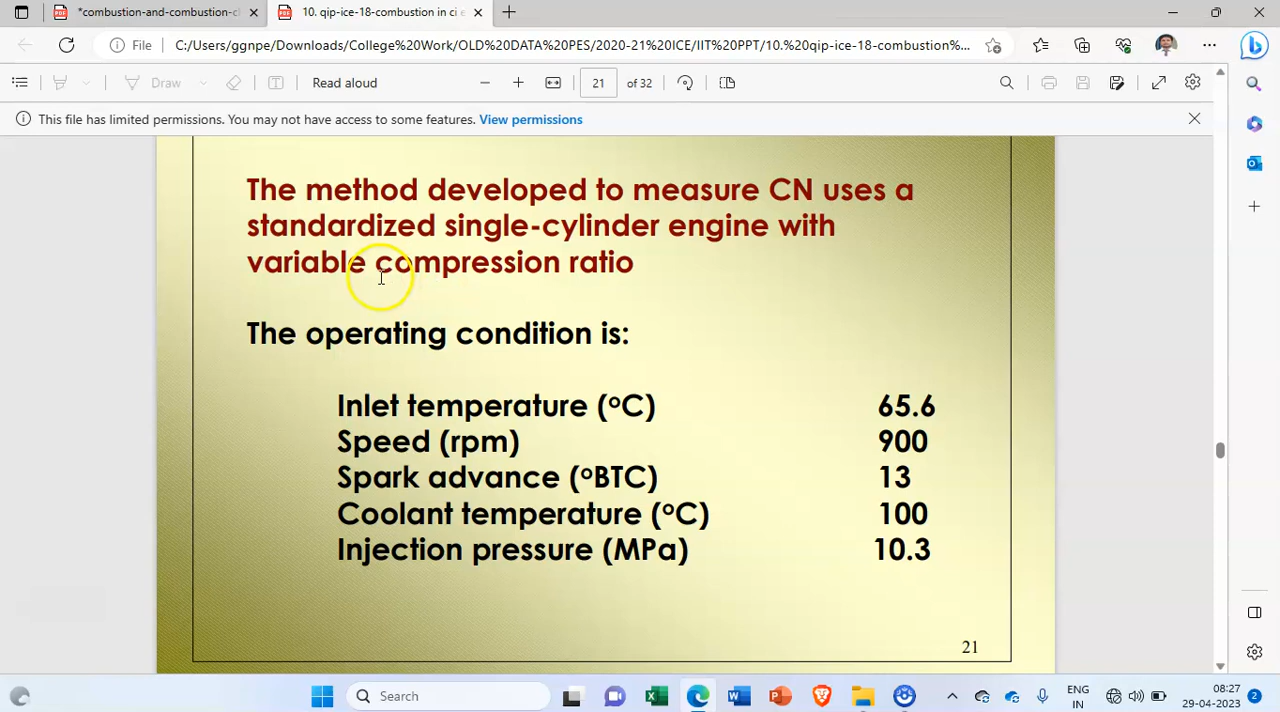 *combustion-and-combustion-c
10. qip-ice-18-combustion in ci e
File
C:/Users/ggnpe/Downloads/College%20Work/OLD%20DATA%20PES/2020-21%20ICE/IIT%20PPT/10.%20qip-ice-18-combustion%...
Draw
21 of 32
Read aloud
This file has limited permissions. You may not have access to some features. View permissions
The method developed to measure CN uses a
standardized single-cylinder engine with
variable compression ratio
The operating condition is:
Inlet temperature (°C) 65.6
Speed (rpm) 900
Spark advance (°BTC) 13
Coolant temperature (°C) 100
Injection pressure (MPa) 10.3
21
Search
ENG
IN
08:27
29-04-2023
2